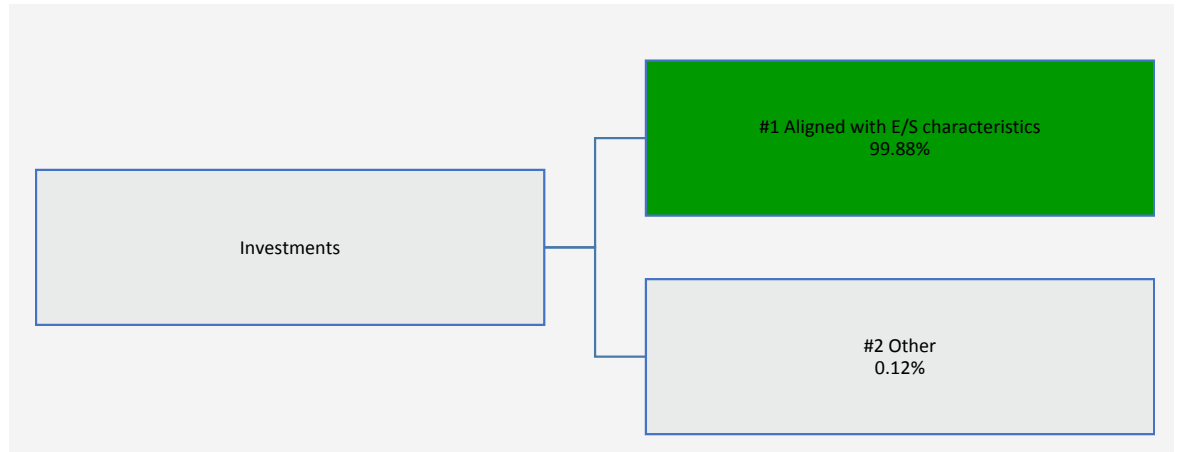 #1 Aligned with E/S characteristics
99.88%
Investments
#2 Other
0.12%